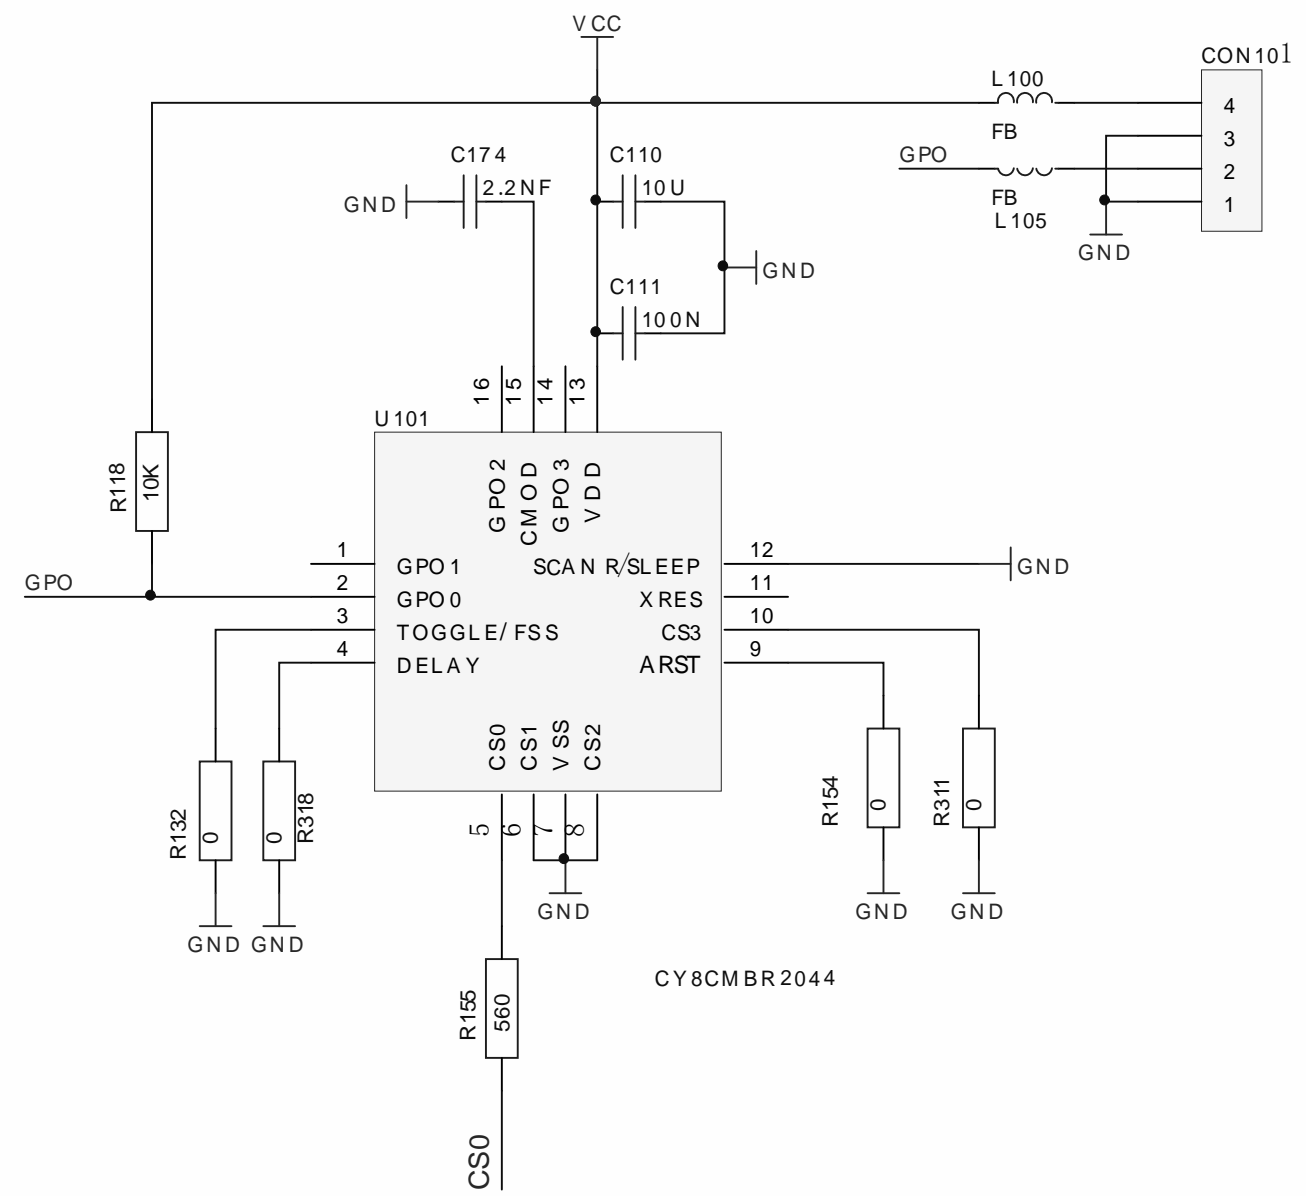 VCC
CON101
L100
4
FB
3
C174
C110
GPO
2
2.2NF
10U
FB
1
GND
L105
GND
GND
C111
100N
16
15
14
13
U101
R118
10K
GPO2
CMOD
GPO3
VDD
1
GPO1
SCAN R/SLEEP
12
GND
GPO
2
GPO0
XRES
11
3
TOGGLE/FSS
CS3
10
4
DELAY
ARST
9
CS0
CS1
VSS
CS2
R132
0
0
R318
5
6
7
8
R154
0
R311
0
GND
GND
GND
GND
GND
CY8CMBR2044
R155
560
CS0